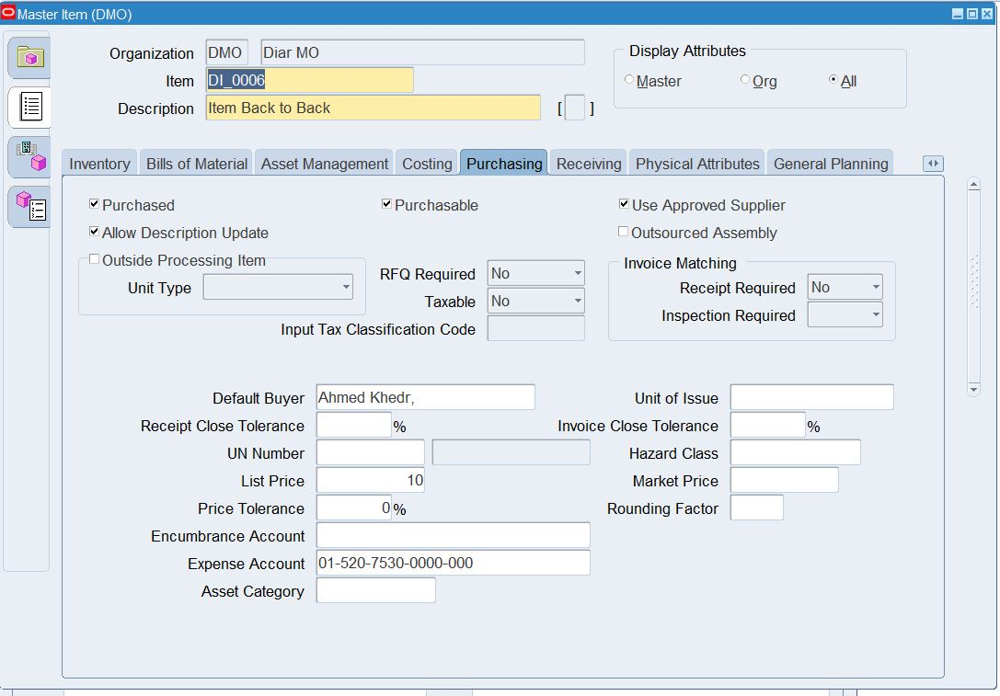 Master Item (DMO)
Organization DMO Diar MO
Item DI_0006
Description Item Back to Back [ ]
Display Attributes
Master Org All
Inventory Bills of Material Asset Management Costing Purchasing Receiving Physical Attributes General Planning
Purchased Purchasable Use Approved Supplier
Allow Description Update Outsourced Assembly
Outside Processing Item
Unit Type
RFQ Required No
Taxable No
Input Tax Classification Code
Invoice Matching
Receipt Required No
Inspection Required
Default Buyer Ahmed Khedr, Unit of Issue
Receipt Close Tolerance % Invoice Close Tolerance %
UN Number Hazard Class
List Price 10 Market Price
Price Tolerance 0 % Rounding Factor
Encumbrance Account
Expense Account 01-520-7530-0000-000
Asset Category